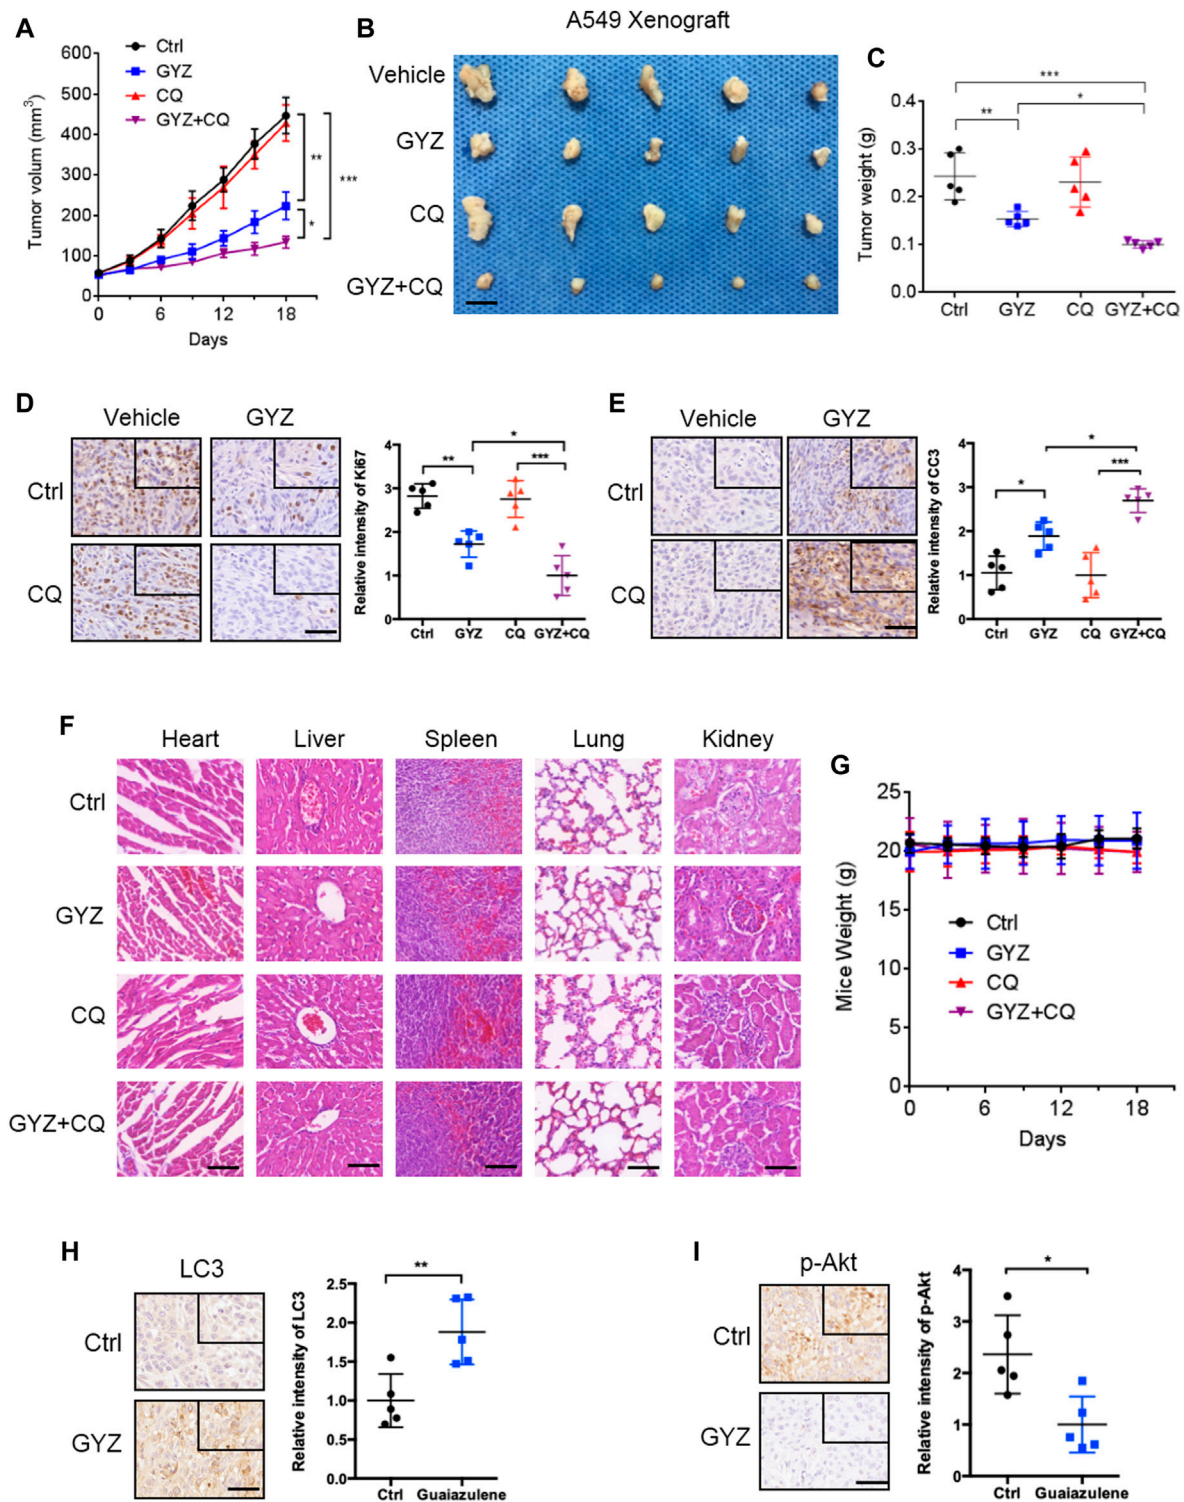 A549 Xenograft
A
Tumor volum (mm3)
600
500
400
300
200
100
0
0 6 12 18
Days
Ctrl
GYZ
CQ
GYZ+CQ
**
***
*
B
Vehicle
GYZ
CQ
GYZ+CQ
C
Tumor weight (g)
0.4
0.3
0.2
0.1
0.0
***
*
**
Ctrl GYZ CQ GYZ+CQ
D
Vehicle GYZ
Ctrl
CQ
Relative intensity of Ki67
4
3
2
1
0
*
** ***
Ctrl GYZ CQ GYZ+CQ
E
Vehicle GYZ
Ctrl
CQ
Relative intensity of CC3
4
3
2
1
0
*
***
*
Ctrl GYZ CQ GYZ+CQ
F
Heart Liver Spleen Lung Kidney
Ctrl
GYZ
CQ
GYZ+CQ
G
Mice Weight (g)
25
20
15
10
5
0
Ctrl
GYZ
CQ
GYZ+CQ
0 6 12 18
Days
H
LC3
Ctrl
GYZ
Relative intensity of LC3
2.5
2.0
1.5
1.0
0.5
0.0
**
Ctrl Guaiazulene
I
p-Akt
Ctrl
GYZ
Relative intensity of p-Akt
4
3
2
1
0
*
Ctrl Guaiazulene